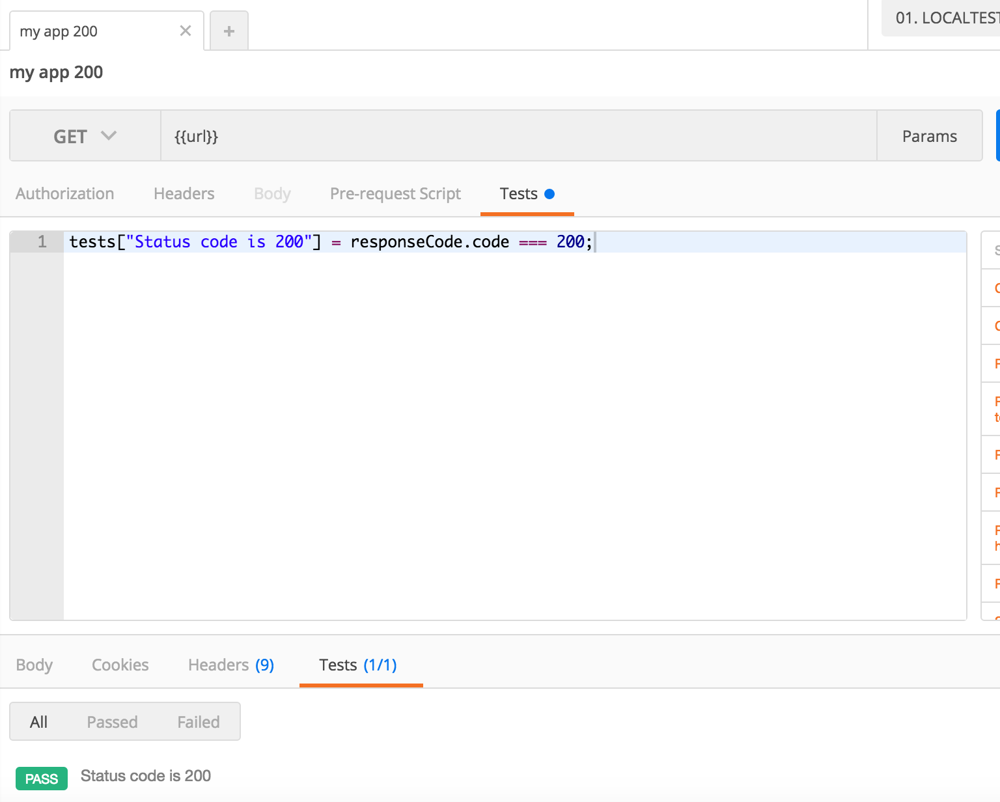 my app 200
01. LOCALTEST
my app 200
GET {{url}} Params
Authorization Headers Body Pre-request Script Tests
1 tests["Status code is 200"] = responseCode.code === 200;
Body Cookies Headers (9) Tests (1/1)
All Passed Failed
PASS Status code is 200